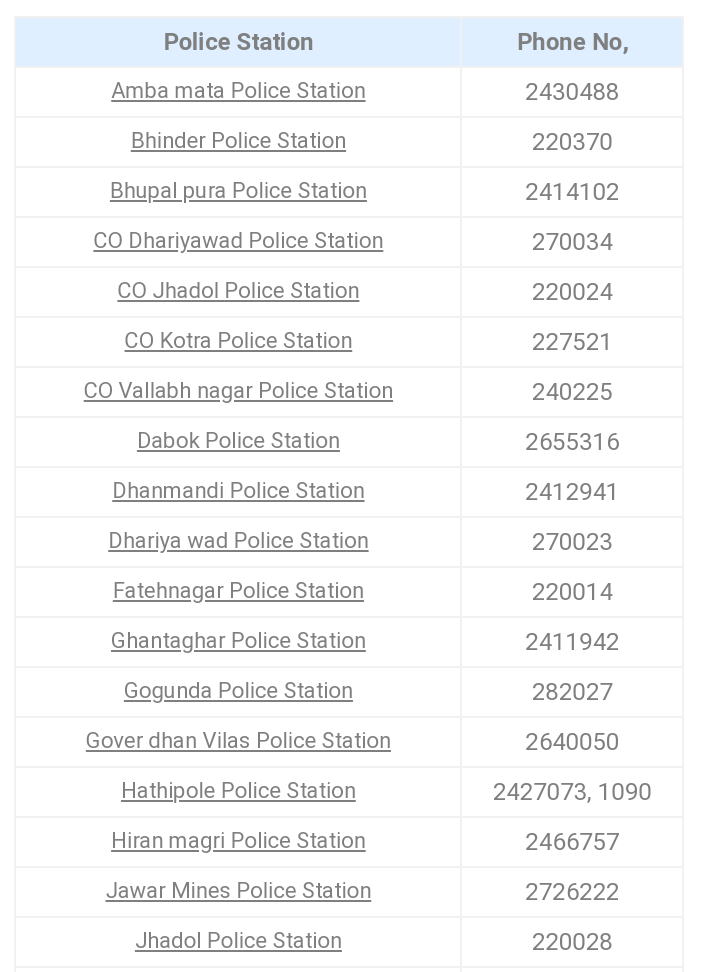 Police Station Phone No,
Amba mata Police Station 2430488
Bhinder Police Station 220370
Bhupal pura Police Station 2414102
CO Dhariyawad Police Station 270034
CO Jhadol Police Station 220024
CO Kotra Police Station 227521
CO Vallabh nagar Police Station 240225
Dabok Police Station 2655316
Dhanmandi Police Station 2412941
Dhariya wad Police Station 270023
Fatehnagar Police Station 220014
Ghantaghar Police Station 2411942
Gogunda Police Station 282027
Gover dhan Vilas Police Station 2640050
Hathipole Police Station 2427073, 1090
Hiran magri Police Station 2466757
Jawar Mines Police Station 2726222
Jhadol Police Station 220028